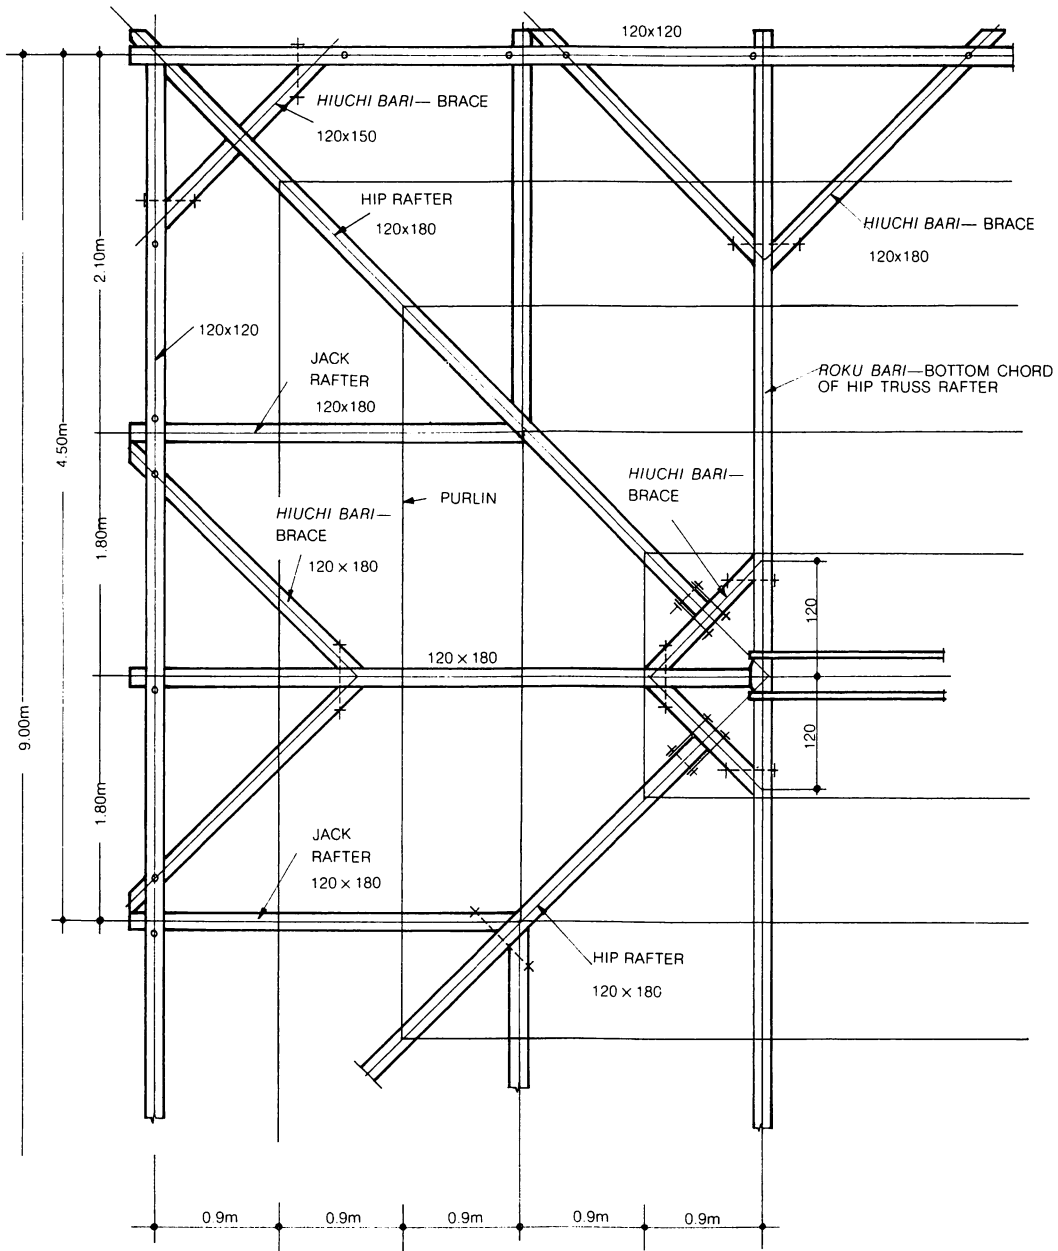 120x120
HIUCHI BARI— BRACE
120x150
HIP RAFTER
120x180
HIUCHI BARI— BRACE
120x180
2.10m
120x120
JACK
RAFTER
120x180
ROKU BARI—BOTTOM CHORD
OF HIP TRUSS RAFTER
4.50m
HIUCHI BARI—
BRACE
PURLIN
HIUCHI BARI—
BRACE
120 × 180
1.80m
120
120 × 180
9.00m
120
1.80m
JACK
RAFTER
120 × 180
HIP RAFTER
120 × 180
0.9m
0.9m
0.9m
0.9m
0.9m